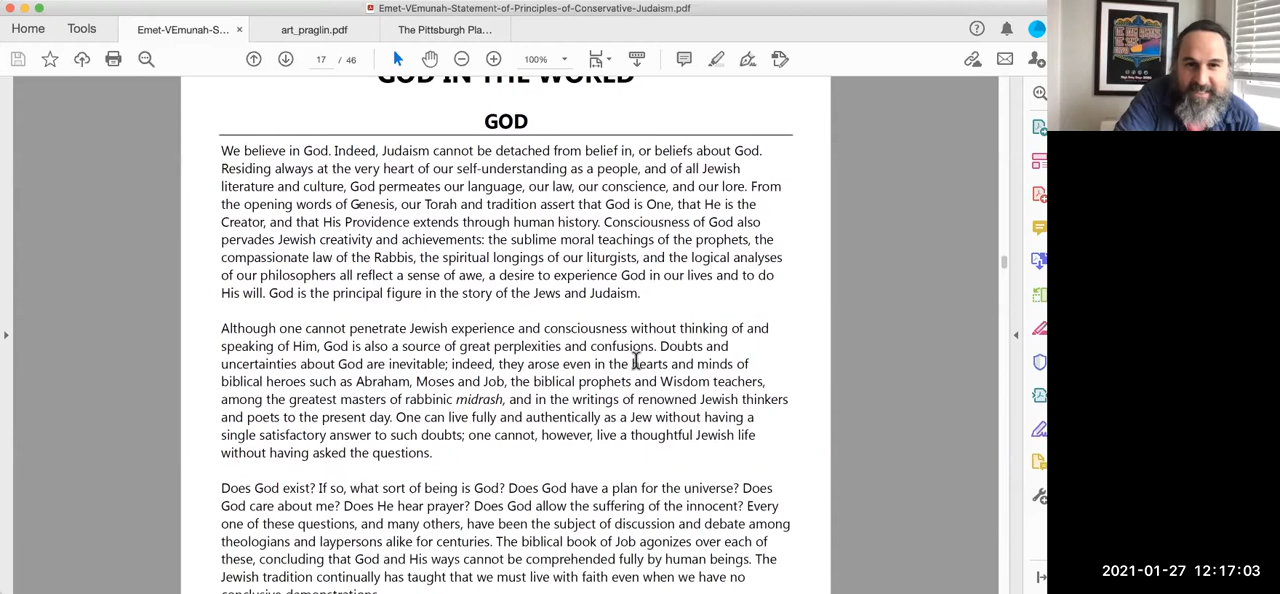 Emet-VEmunah-Statement-of-Principles-of-Conservative-Judaism.pdf
Home Tools Emet-VEmunah-S... × art_praglin.pdf The Pittsburgh Pla...
17 / 46 100%
GOD IN THE WORLD
GOD
We believe in God. Indeed, Judaism cannot be detached from belief in, or beliefs about God.
Residing always at the very heart of our self-understanding as a people, and of all Jewish
literature and culture, God permeates our language, our law, our conscience, and our lore. From
the opening words of Genesis, our Torah and tradition assert that God is One, that He is the
Creator, and that His Providence extends through human history. Consciousness of God also
pervades Jewish creativity and achievements: the sublime moral teachings of the prophets, the
compassionate law of the Rabbis, the spiritual longings of our liturgists, and the logical analyses
of our philosophers all reflect a sense of awe, a desire to experience God in our lives and to do
His will. God is the principal figure in the story of the Jews and Judaism.
Although one cannot penetrate Jewish experience and consciousness without thinking of and
speaking of Him, God is also a source of great perplexities and confusions. Doubts and
uncertainties about God are inevitable; indeed, they arose even in the hearts and minds of
biblical heroes such as Abraham, Moses and Job, the biblical prophets and Wisdom teachers,
among the greatest masters of rabbinic midrash, and in the writings of renowned Jewish thinkers
and poets to the present day. One can live fully and authentically as a Jew without having a
single satisfactory answer to such doubts; one cannot, however, live a thoughtful Jewish life
without having asked the questions.
Does God exist? If so, what sort of being is God? Does God have a plan for the universe? Does
God care about me? Does He hear prayer? Does God allow the suffering of the innocent? Every
one of these questions, and many others, have been the subject of discussion and debate among
theologians and laypersons alike for centuries. The biblical book of Job agonizes over each of
these, concluding that God and His ways cannot be comprehended fully by human beings. The
Jewish tradition continually has taught that we must live with faith even when we have no
conclusive demonstrations.
2021-01-27 12:17:03